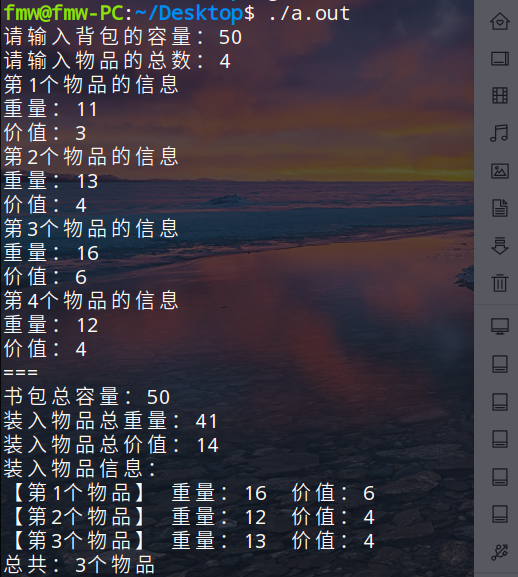 fmw@fmw-PC:~/Desktop$ ./a.out
请输入背包的容量：50
请输入物品的总数：4
第1个物品的信息
重量：11
价值：3
第2个物品的信息
重量：13
价值：4
第3个物品的信息
重量：16
价值：6
第4个物品的信息
重量：12
价值：4
===
书包总容量：50
装入物品总重量：41
装入物品总价值：14
装入物品信息：
【第1个物品】 重量：16 价值：6
【第2个物品】 重量：12 价值：4
【第3个物品】 重量：13 价值：4
总共：3个物品